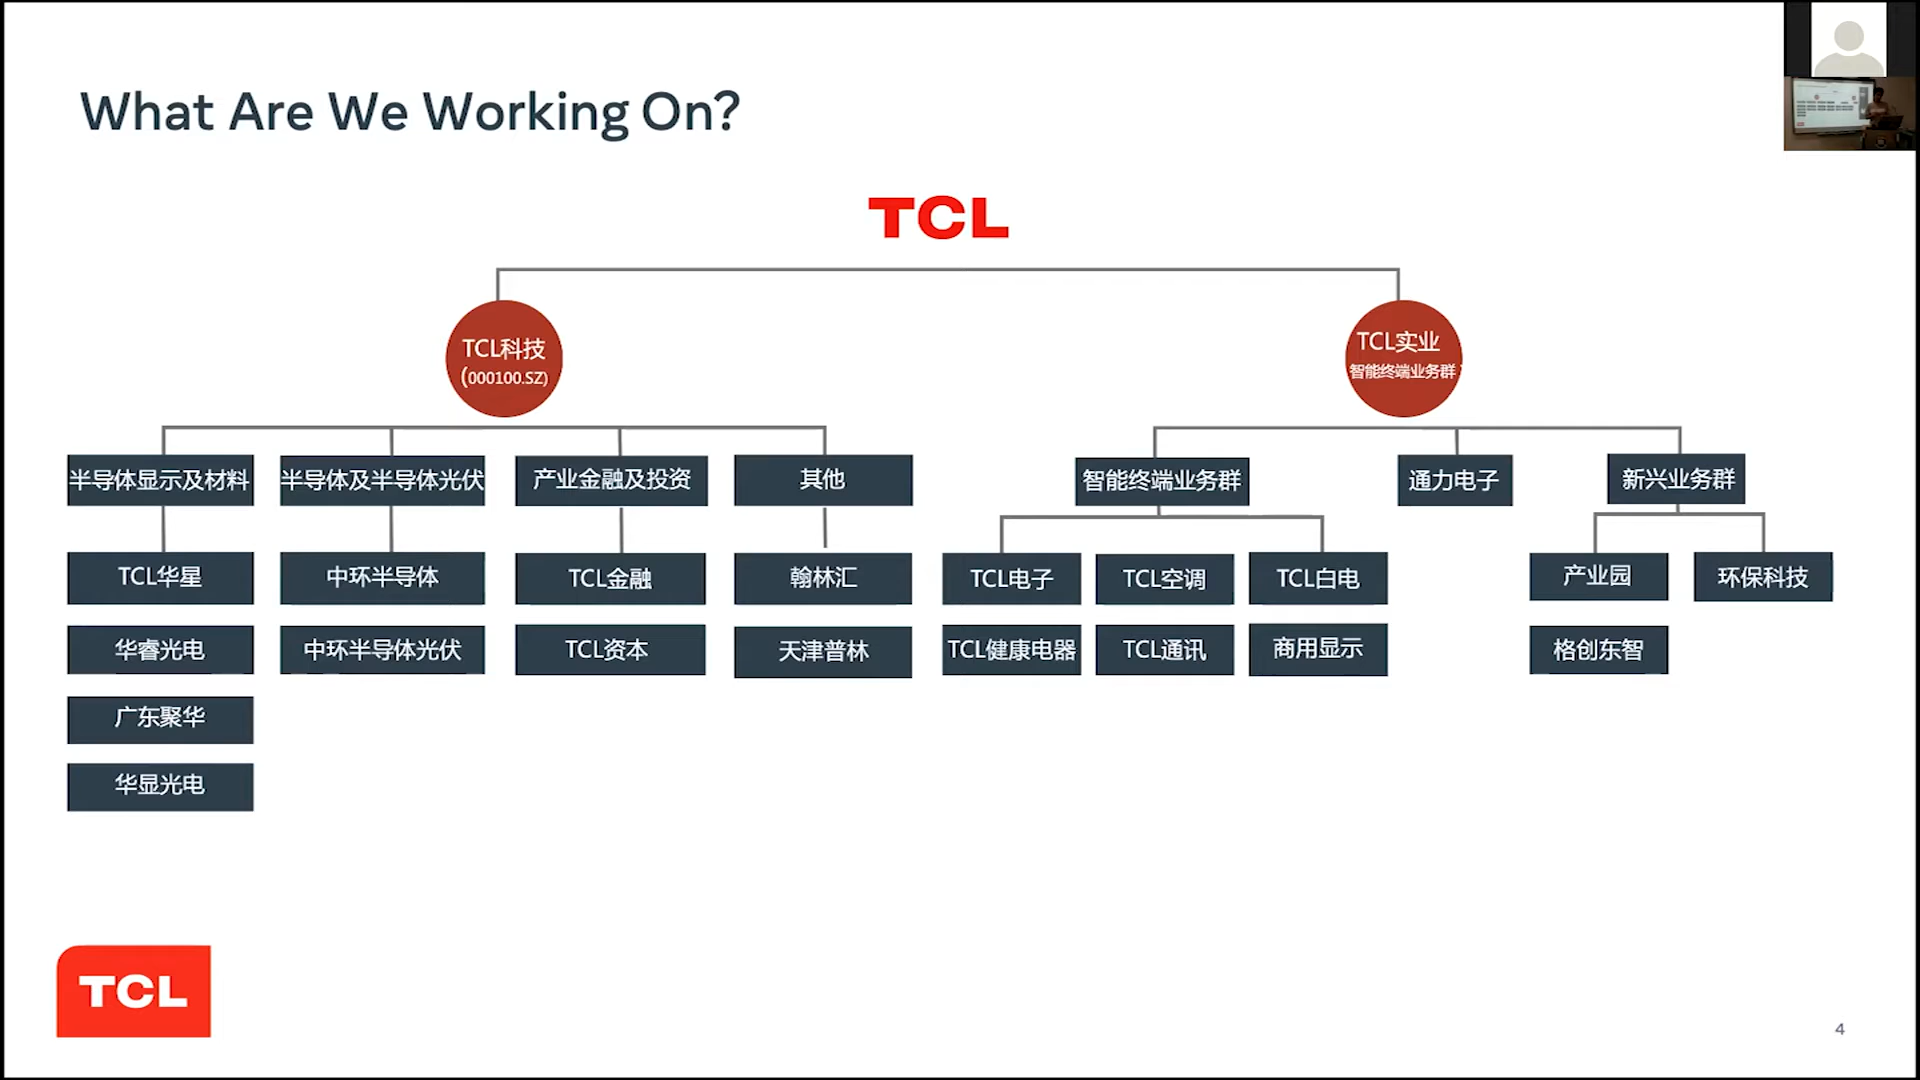 What Are We Working On?
TCL
TCL科技
(000100.SZ)
TCL实业
智能终端业务群
半导体显示及材料
半导体及半导体光伏
产业金融及投资
其他
智能终端业务群
通力电子
新兴业务群
TCL华星
中环半导体
TCL金融
翰林汇
TCL电子
TCL空调
TCL白电
产业园
环保科技
华睿光电
中环半导体光伏
TCL资本
天津普林
TCL健康电器
TCL通讯
商用显示
格创东智
广东聚华
华显光电
TCL
4